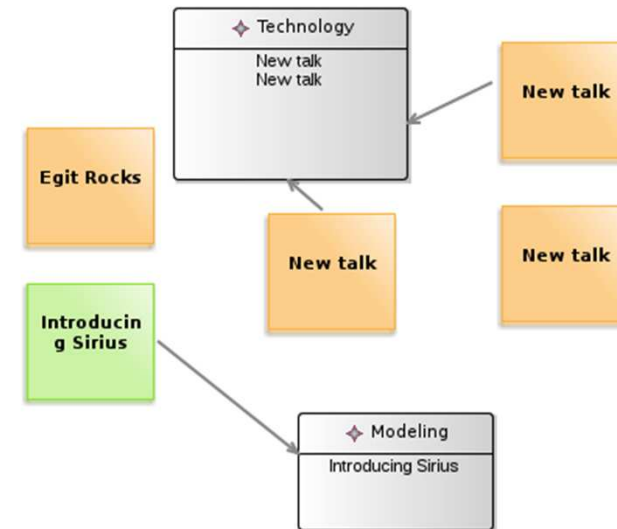 Technology
New talk
New talk
New talk
Egit Rocks
New talk
New talk
Introducin
g Sirius
Modeling
Introducing Sirius